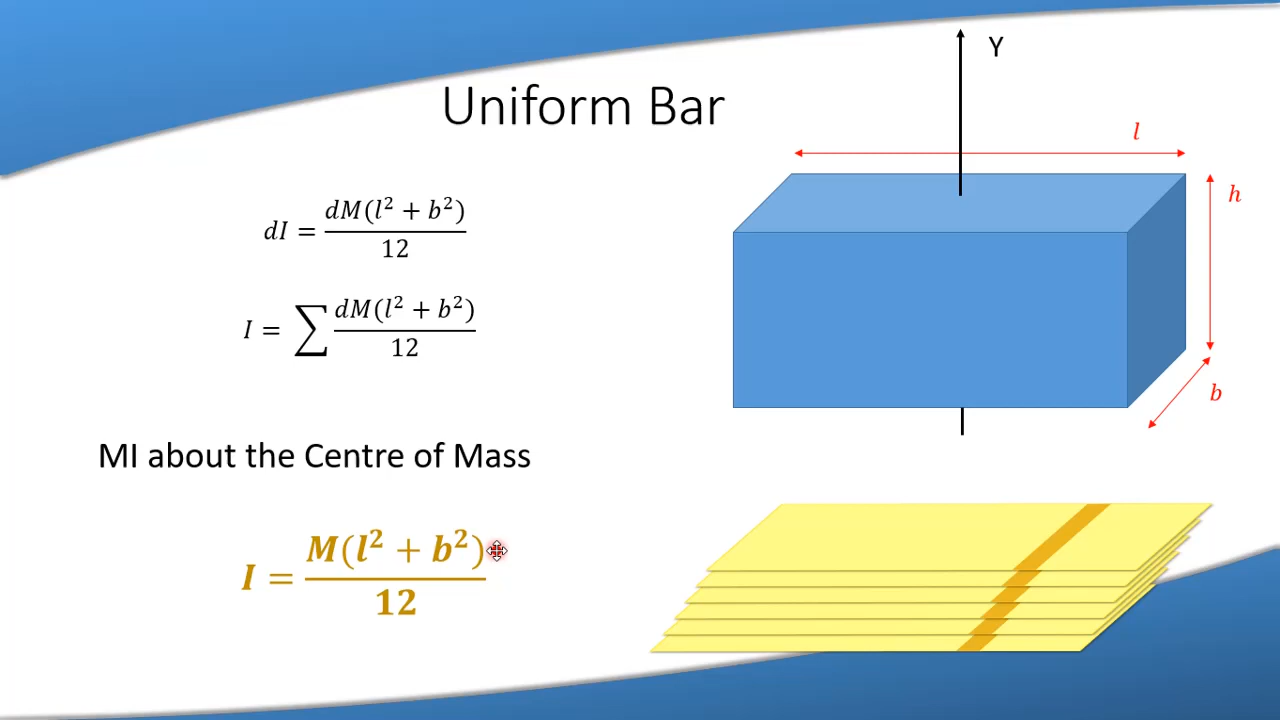 Uniform Bar
Y
l
h
b
dI = dM(l² + b²) / 12
I = ∑ dM(l² + b²) / 12
MI about the Centre of Mass
I = M(l² + b²) / 12